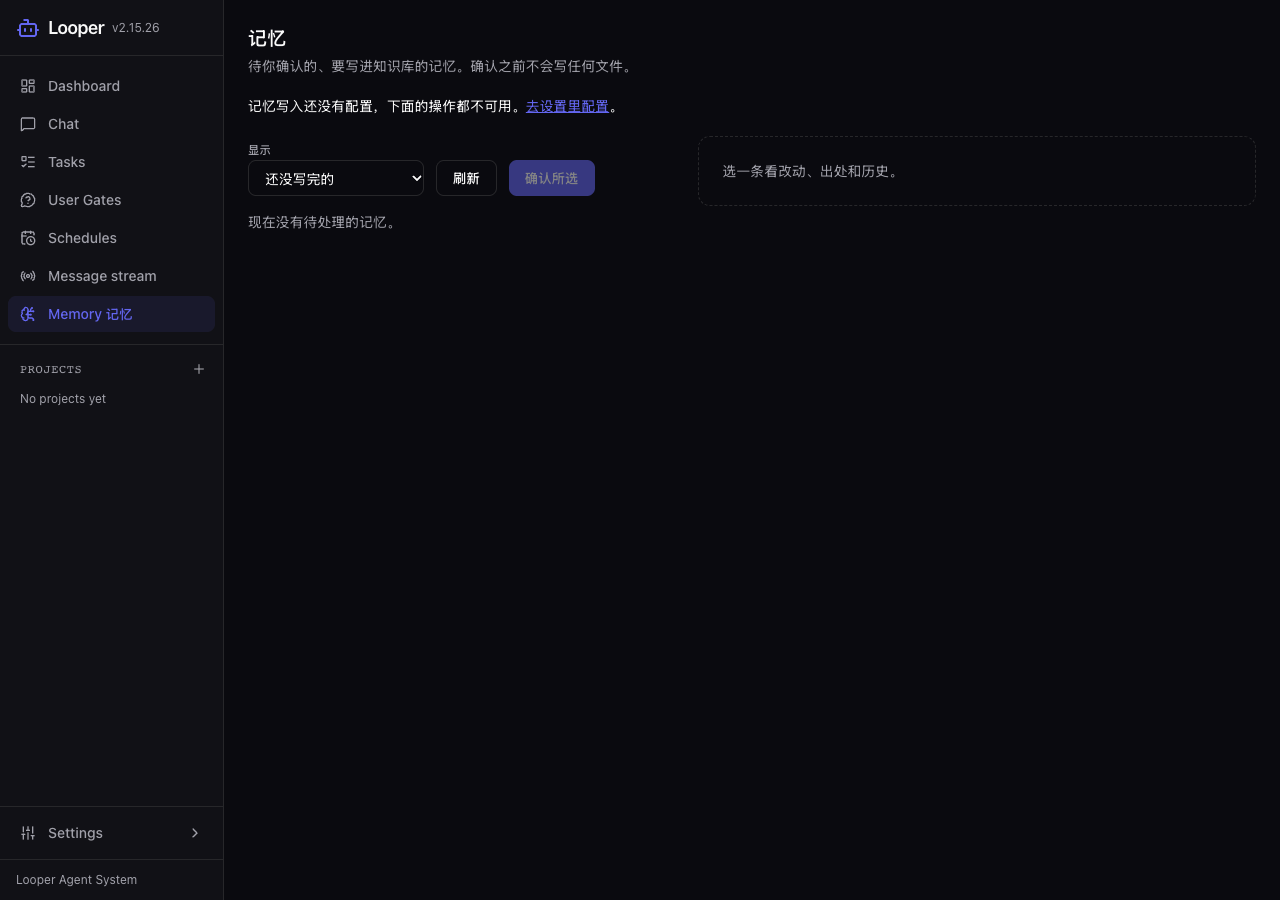 Looper v2.15.26
Dashboard
Chat
Tasks
User Gates
Schedules
Message stream
Memory 记忆
PROJECTS
No projects yet
Settings
Looper Agent System
记忆
待你确认的、要写进知识库的记忆。确认之前不会写任何文件。
记忆写入还没有配置，下面的操作都不可用。去设置里配置。
显示
还没写完的 刷新 确认所选
现在没有待处理的记忆。
选一条看改动、出处和历史。